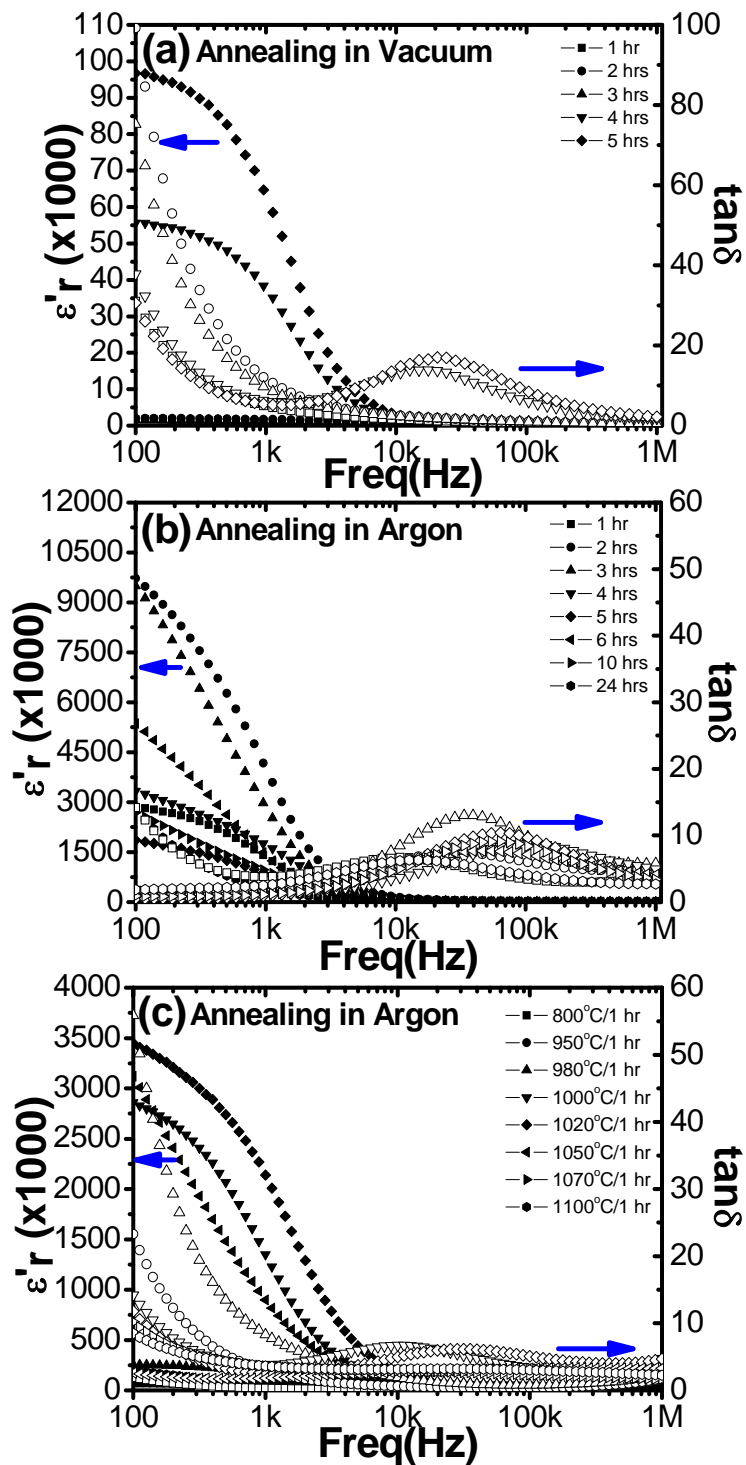 (a) Annealing in Vacuum
1 hr
2 hrs
3 hrs
4 hrs
5 hrs
110
100
90
80
70
60
50
40
30
20
10
0
ε'r (x1000)
100
80
60
40
20
0
tanδ
100 1k 10k 100k 1M
Freq(Hz)
(b) Annealing in Argon
1 hr
2 hrs
3 hrs
4 hrs
5 hrs
6 hrs
10 hrs
24 hrs
12000
10500
9000
7500
6000
4500
3000
1500
0
ε'r (x1000)
60
50
40
30
20
10
0
tanδ
100 1k 10k 100k 1M
Freq(Hz)
(c) Annealing in Argon
800°C/1 hr
950°C/1 hr
980°C/1 hr
1000°C/1 hr
1020°C/1 hr
1050°C/1 hr
1070°C/1 hr
1100°C/1 hr
4000
3500
3000
2500
2000
1500
1000
500
0
ε'r (x1000)
60
50
40
30
20
10
0
tanδ
100 1k 10k 100k 1M
Freq(Hz)